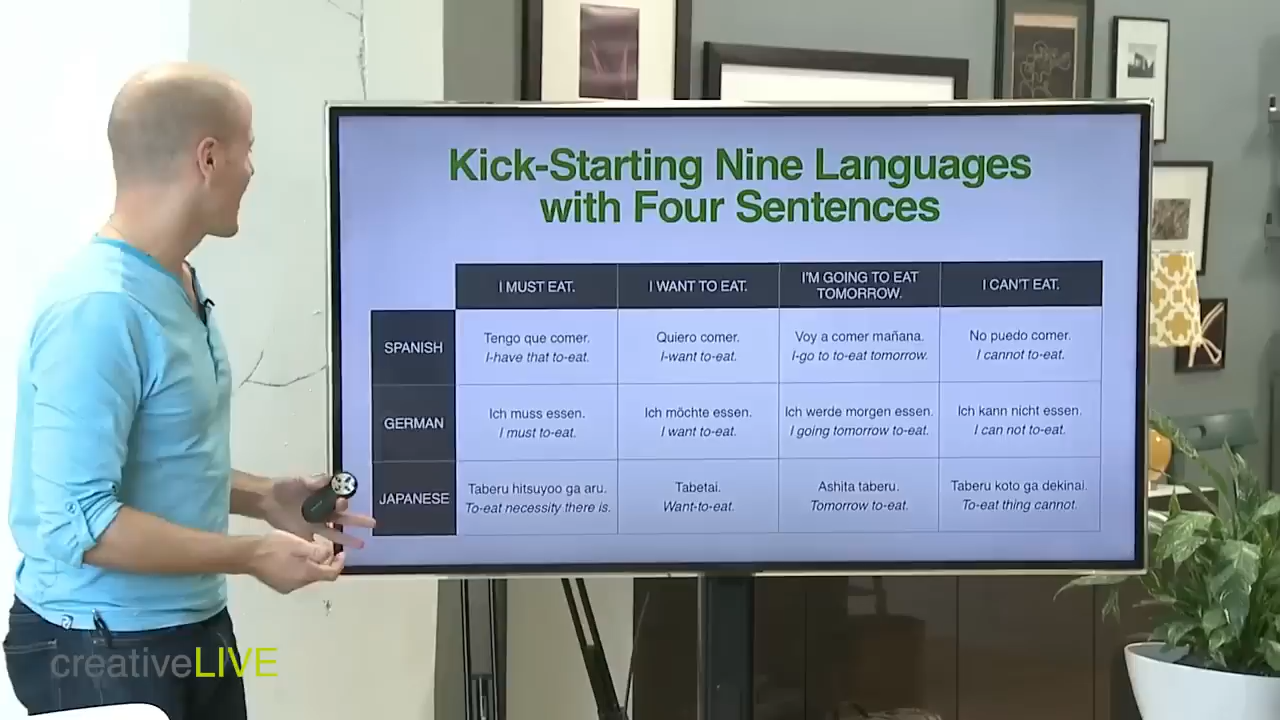 Kick-Starting Nine Languages
with Four Sentences
I MUST EAT.
I WANT TO EAT.
I'M GOING TO EAT
TOMORROW.
I CAN'T EAT.
SPANISH
Tengo que comer.
I-have that to-eat.
Quiero comer.
I-want to-eat.
Voy a comer mañana.
I-go to to-eat tomorrow.
No puedo comer.
I cannot to-eat.
GERMAN
Ich muss essen.
I must to-eat.
Ich möchte essen.
I want to-eat.
Ich werde morgen essen.
I going tomorrow to-eat.
Ich kann nicht essen.
I can not to-eat.
JAPANESE
Taberu hitsuyoo ga aru.
To-eat necessity there is.
Tabetai.
Want-to-eat.
Ashita taberu.
Tomorrow to-eat.
Taberu koto ga dekinai.
To-eat thing cannot.
creativeLIVE